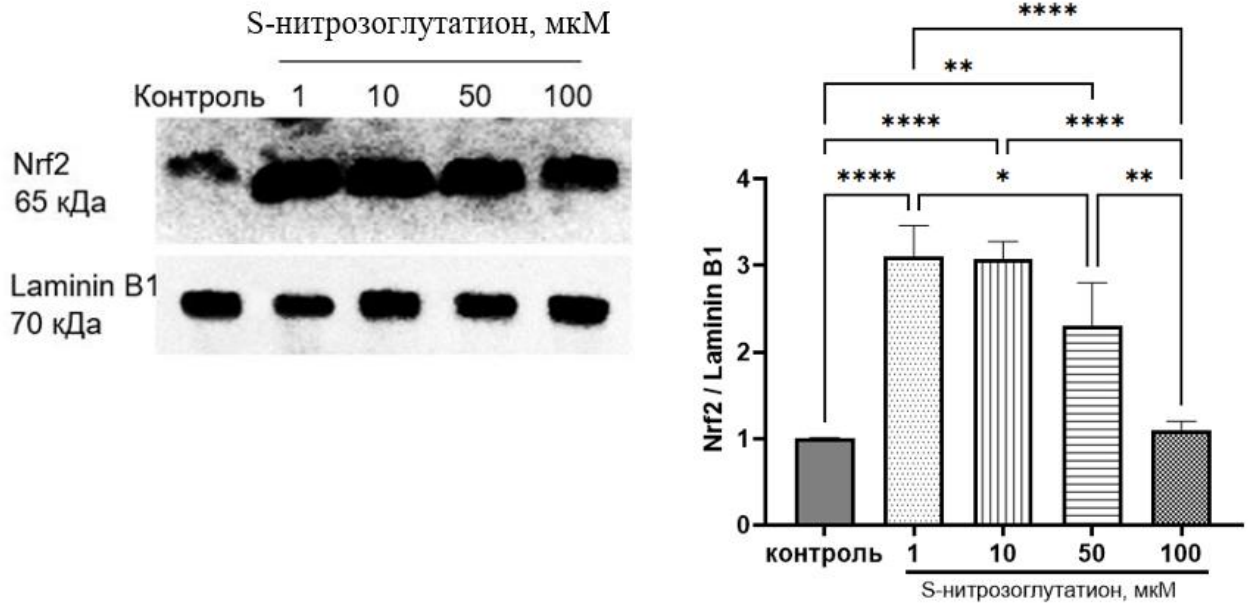 S-нитрозоглутатион, мкМ
Контроль 1 10 50 100
Nrf2
65 кДа
Laminin B1
70 кДа
****
**
**** ****
**** * **
4
3
2
1
0
Nrf2 / Laminin B1
контроль 1 10 50 100
S-нитрозоглутатион, мкМ